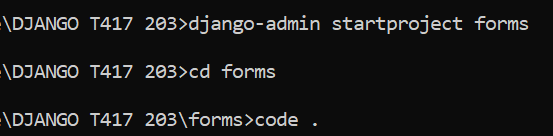 e\DJANGO T417 203>django-admin startproject forms
e\DJANGO T417 203>cd forms
e\DJANGO T417 203\forms>code .